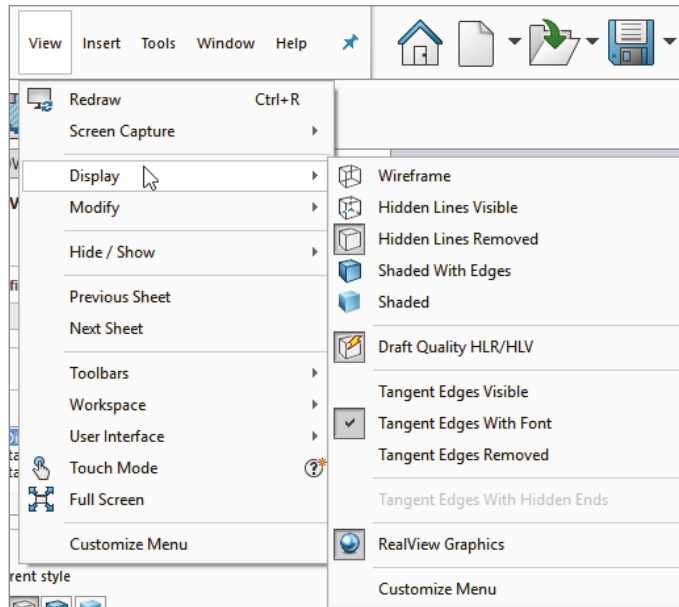 View Insert Tools Window Help
Redraw Ctrl+R
Screen Capture
Display
Modify
Hide / Show
Previous Sheet
Next Sheet
Toolbars
Workspace
User Interface
Touch Mode
Full Screen
Customize Menu
Wireframe
Hidden Lines Visible
Hidden Lines Removed
Shaded With Edges
Shaded
Draft Quality HLR/HLV
Tangent Edges Visible
Tangent Edges With Font
Tangent Edges Removed
Tangent Edges With Hidden Ends
RealView Graphics
Customize Menu
rent style